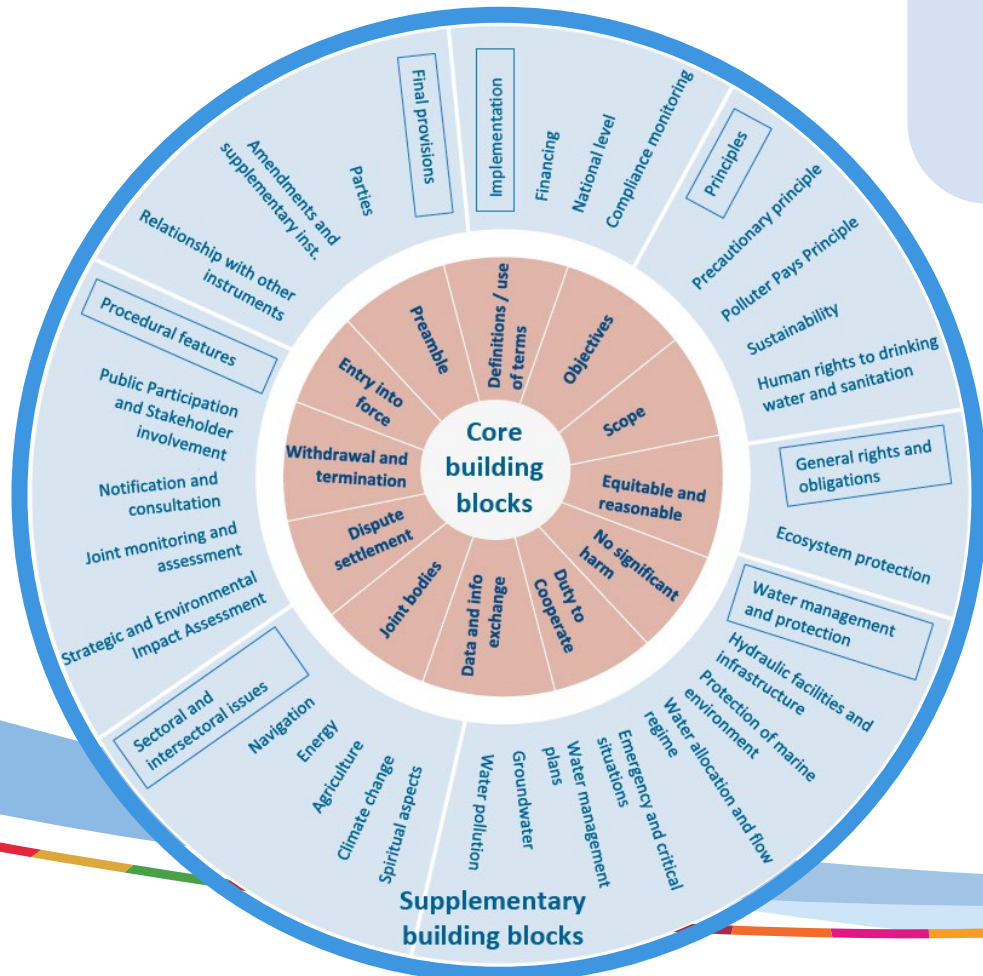 Core
building
blocks
Definitions / use
of terms
Objectives
Scope
Equitable and
reasonable
No significant
harm
Duty to
Cooperate
Data and info
exchange
Joint bodies
Dispute
settlement
Withdrawal and
termination
Entry into
force
Preamble
Implementation
Financing
National level
Compliance monitoring
Principles
Precautionary principle
Polluter Pays Principle
Sustainability
Human rights to drinking
water and sanitation
General rights and
obligations
Ecosystem protection
Water management
and protection
Hydraulic facilities and
infrastructure
Protection of marine
environment
Water allocation and flow
regime
Emergency and critical
situations
Water management
plans
Groundwater
Water pollution
Sectoral and
intersectoral issues
Navigation
Energy
Agriculture
Climate change
Spiritual aspects
Procedural features
Public Participation
and Stakeholder
involvement
Notification and
consultation
Joint monitoring and
assessment
Strategic and Environmental
Impact Assessment
Final provisions
Parties
Amendments and
supplementary inst.
Relationship with other
instruments
Supplementary
building blocks